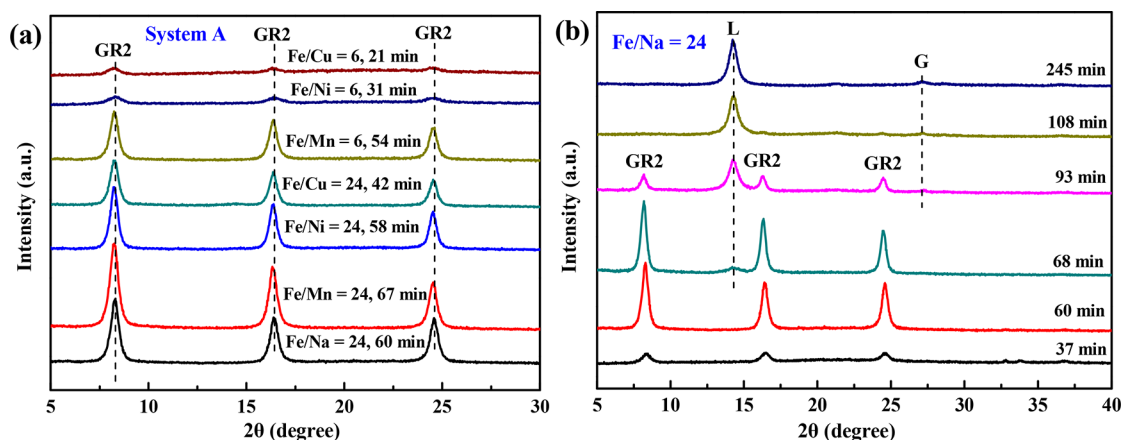 (a)
System A
GR2
GR2
GR2
Fe/Cu = 6, 21 min
Fe/Ni = 6, 31 min
Fe/Mn = 6, 54 min
Fe/Cu = 24, 42 min
Fe/Ni = 24, 58 min
Fe/Mn = 24, 67 min
Fe/Na = 24, 60 min
Intensity (a.u.)
5 10 15 20 25 30
2θ (degree)
(b)
Fe/Na = 24
L
G
245 min
108 min
GR2
GR2
GR2
93 min
68 min
60 min
37 min
Intensity (a.u.)
5 10 15 20 25 30 35 40
2θ (degree)